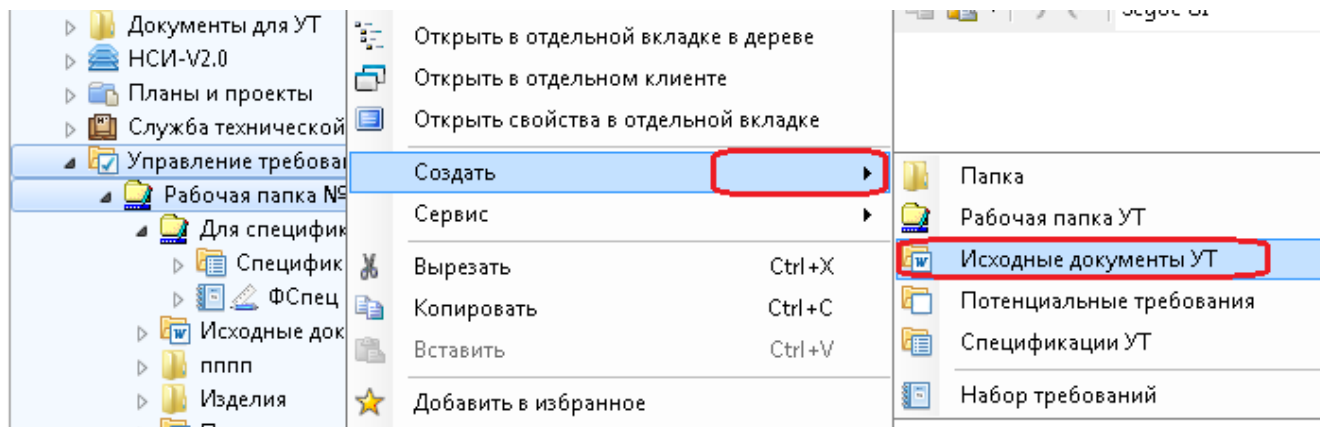 Документы для УТ
НСИ-V2.0
Планы и проекты
Служба технической
Управление требова
Рабочая папка №
Для специфик
Специфик
ФСпец
Исходные док
пппп
Изделия
Открыть в отдельной вкладке в дереве
Открыть в отдельном клиенте
Открыть свойства в отдельной вкладке
Создать
Сервис
Вырезать Ctrl+X
Копировать Ctrl+C
Вставить Ctrl+V
Добавить в избранное
Папка
Рабочая папка УТ
Исходные документы УТ
Потенциальные требования
Спецификации УТ
Набор требований